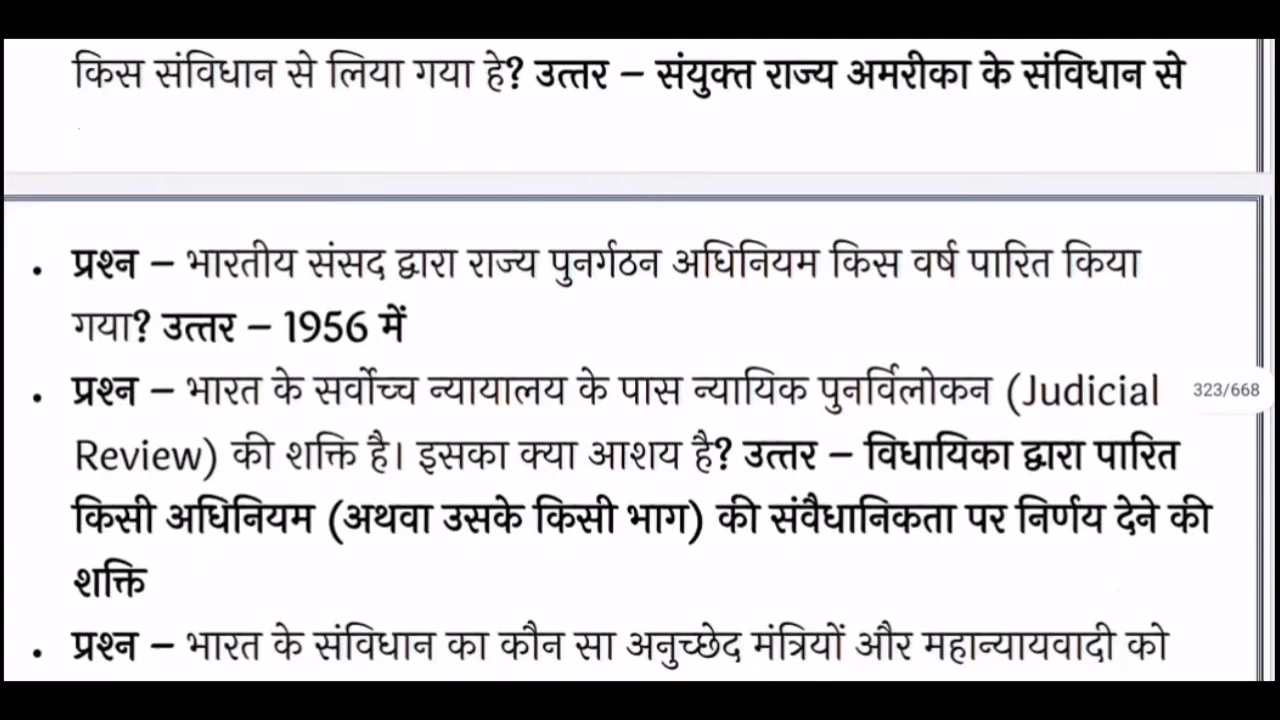 किस संविधान से लिया गया हे? उत्तर – संयुक्त राज्य अमरीका के संविधान से
• प्रश्न – भारतीय संसद द्वारा राज्य पुनर्गठन अधिनियम किस वर्ष पारित किया
गया? उत्तर – 1956 में
• प्रश्न – भारत के सर्वोच्च न्यायालय के पास न्यायिक पुनर्विलोकन (Judicial
323/668
Review) की शक्ति है। इसका क्या आशय है? उत्तर – विधायिका द्वारा पारित
किसी अधिनियम (अथवा उसके किसी भाग) की संवैधानिकता पर निर्णय देने की
शक्ति
• प्रश्न – भारत के संविधान का कौन सा अनुच्छेद मंत्रियों और महान्यायवादी को